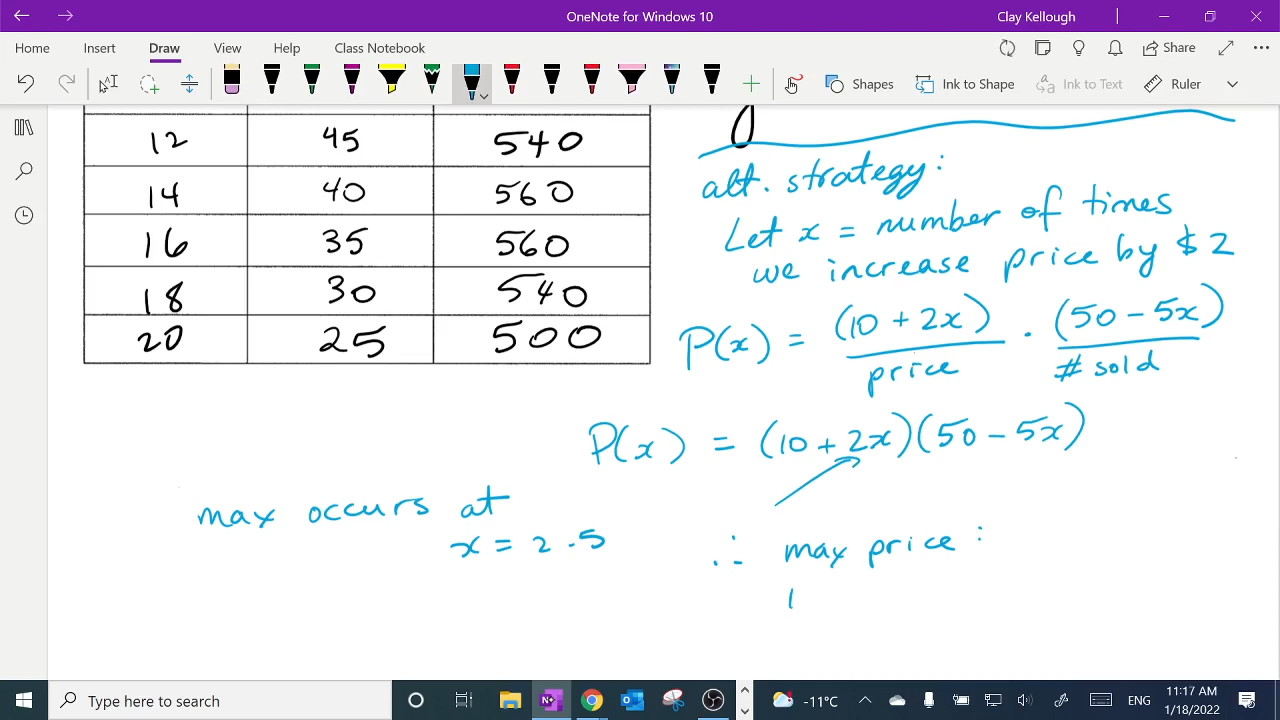 OneNote for Windows 10
Clay Kellough
Home Insert Draw View Help Class Notebook
Share
Shapes Ink to Shape Ink to Text Ruler
12 45 540
14 40 560
16 35 560
18 30 540
20 25 500
alt. strategy:
Let x = number of times
we increase price by $2
P(x) = (10 + 2x) · (50 - 5x)
price # sold
P(x) = (10 + 2x)(50 - 5x)
max occurs at
x = 2.5
∴ max price:
1
Type here to search
-11°C
ENG
11:17 AM
1/18/2022